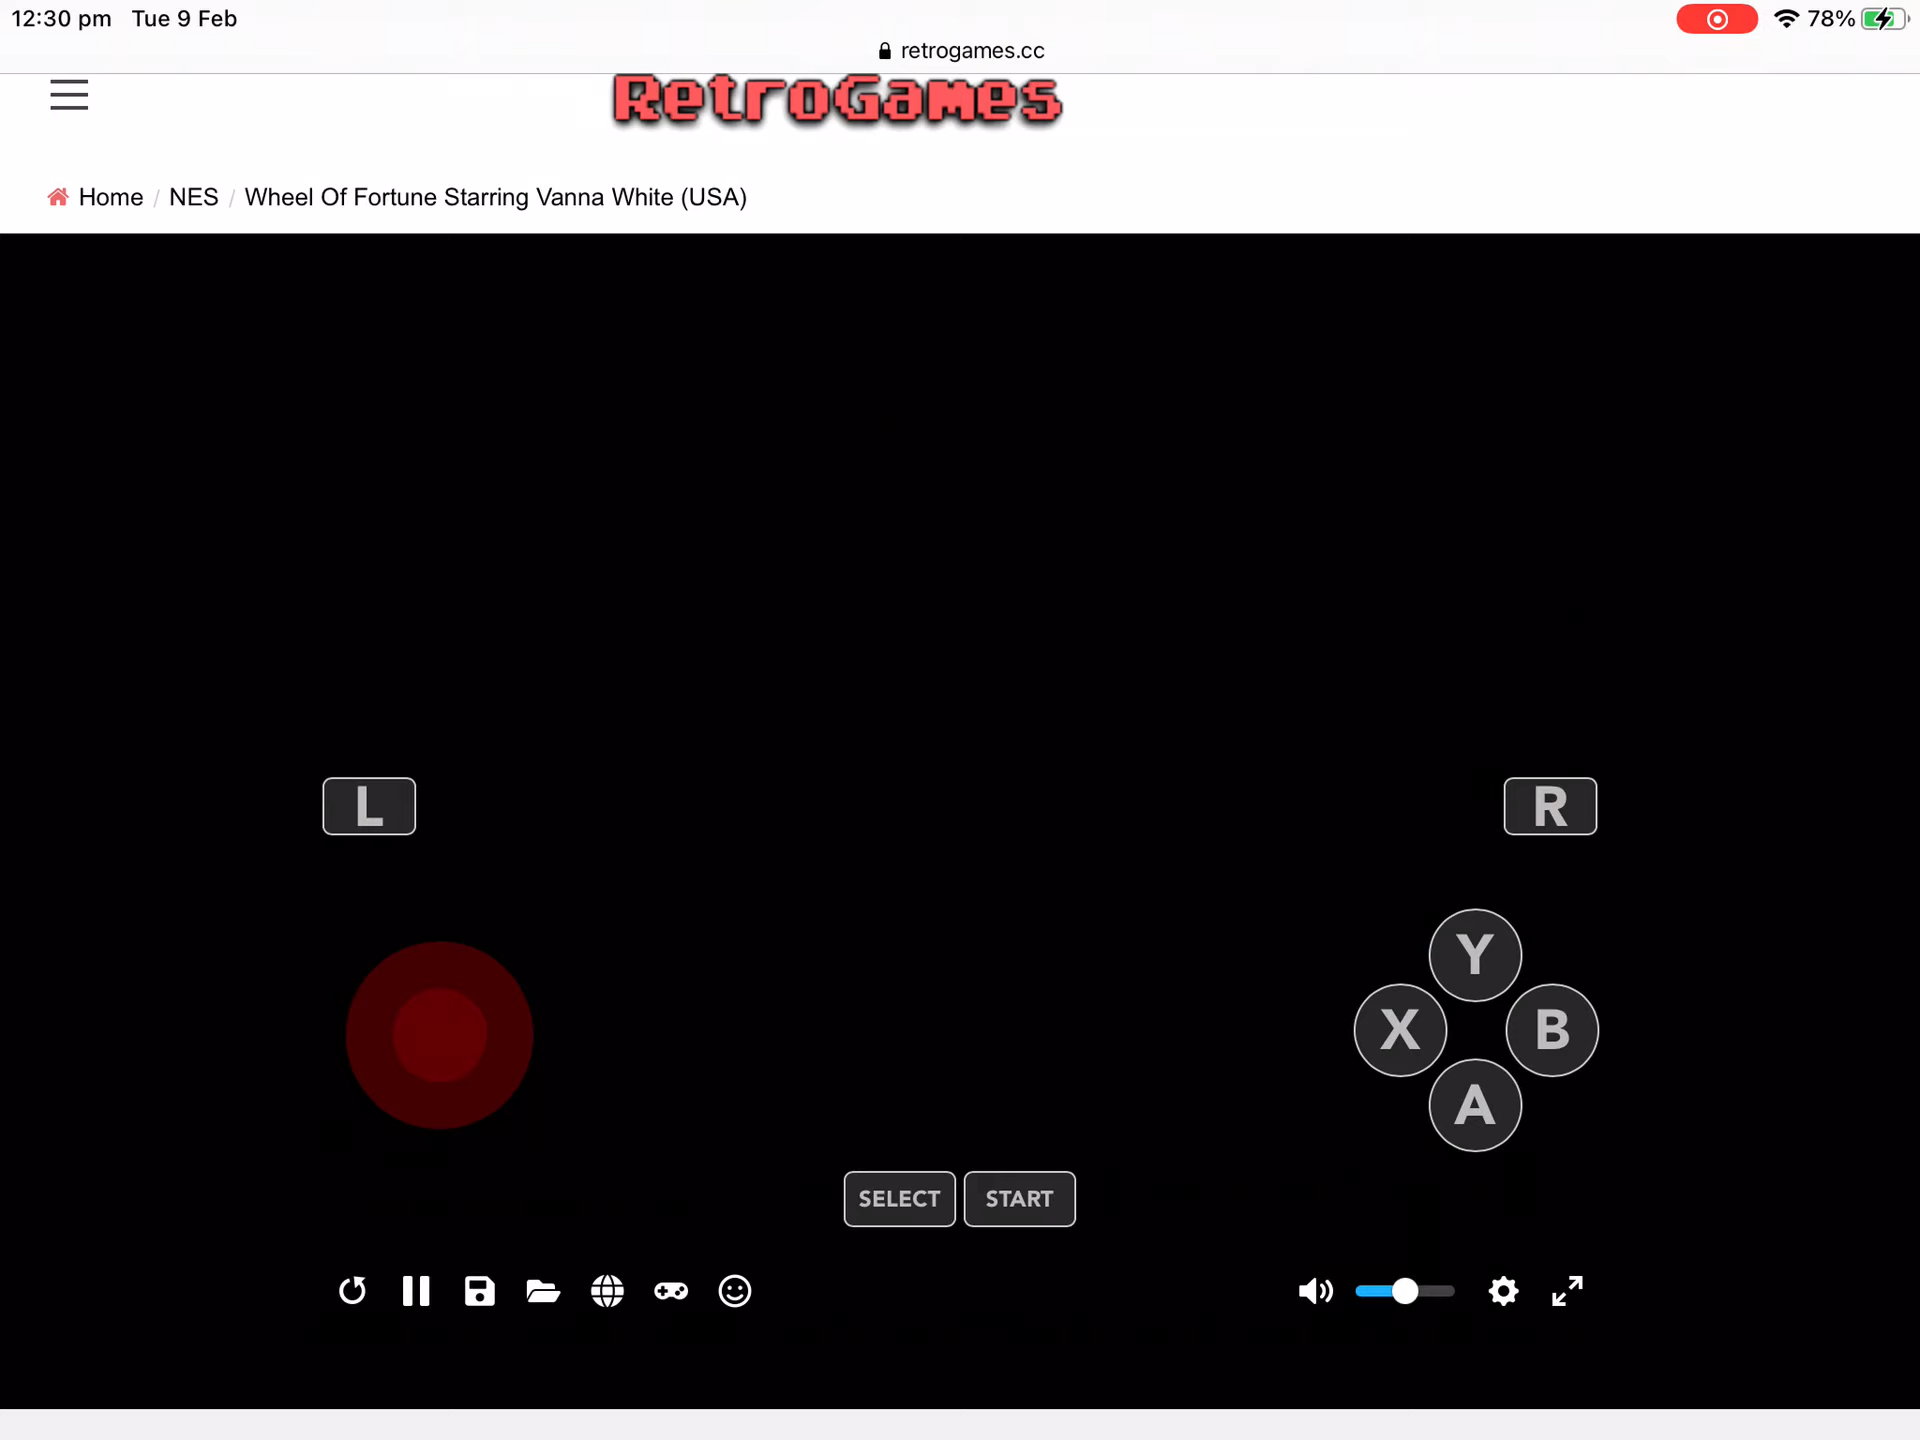 12:30 pm Tue 9 Feb 78%
retrogames.cc
RetroGames
Home / NES / Wheel Of Fortune Starring Vanna White (USA)
L R
Y
X B
A
SELECT START